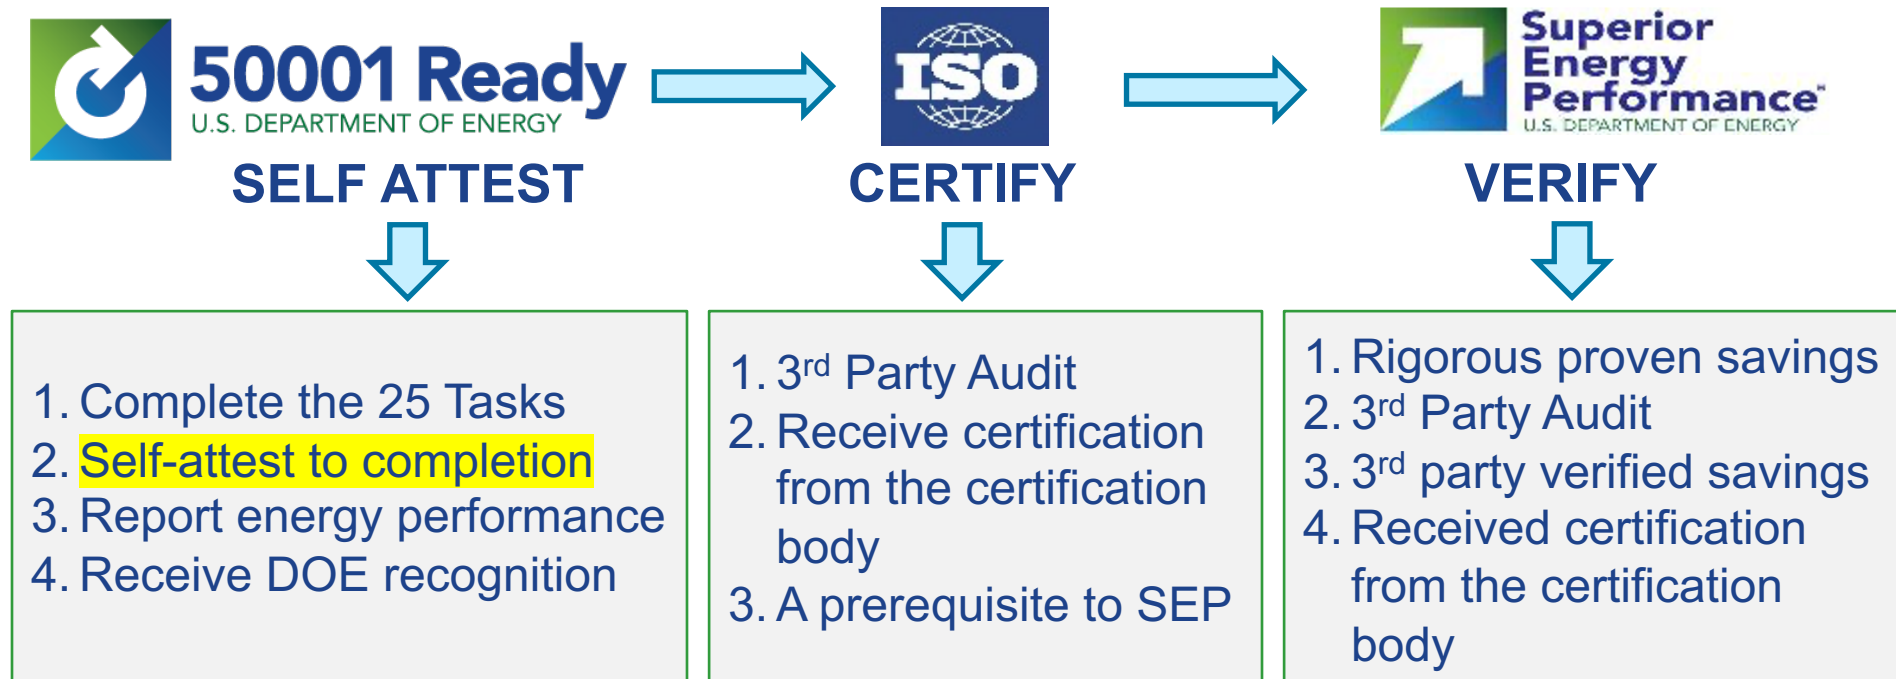 50001 Ready
U.S. DEPARTMENT OF ENERGY
SELF ATTEST
ISO
CERTIFY
Superior
Energy
Performance™
U.S. DEPARTMENT OF ENERGY
VERIFY
1. Complete the 25 Tasks
2. Self-attest to completion
3. Report energy performance
4. Receive DOE recognition
1. 3rd Party Audit
2. Receive certification
from the certification
body
3. A prerequisite to SEP
1. Rigorous proven savings
2. 3rd Party Audit
3. 3rd party verified savings
4. Received certification
from the certification
body